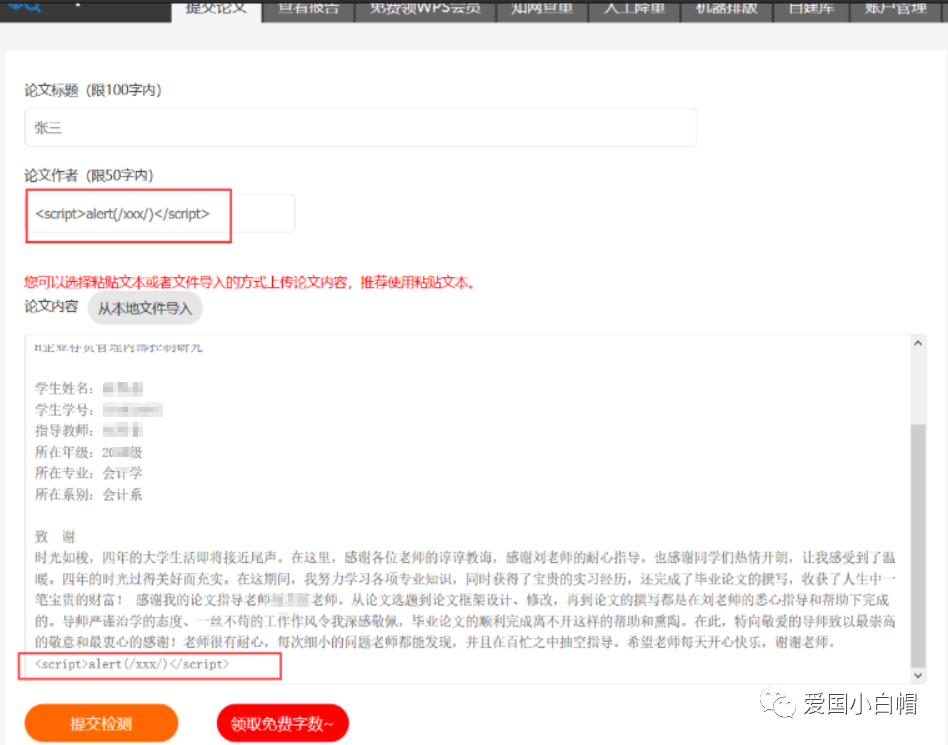 提交论文 查看报告 免费领WPS会员 知网查重 人工降重 机器排版 自建库 账户管理
论文标题（限100字内）
张三
论文作者（限50字内）
<script>alert(/xxx/)</script>
您可以选择粘贴文本或者文件导入的方式上传论文内容，推荐使用粘贴文本。
论文内容 从本地文件导入
H企业存货管理内部控制研究
学生姓名：
学生学号：
指导教师：
所在年级：20 级
所在专业：会计学
所在系别：会计系
致 谢
时光如梭，四年的大学生活即将接近尾声。在这里，感谢各位老师的谆谆教诲，感谢刘老师的耐心指导。也感谢同学们热情开朗，让我感受到了温
暖。四年的时光过得美好而充实。在这期间，我努力学习各项专业知识，同时获得了宝贵的实习经历，还完成了毕业论文的撰写，收获了人生中一
笔宝贵的财富！ 感谢我的论文指导老师 老师。从论文选题到论文框架设计、修改，再到论文的撰写都是在刘老师的悉心指导和帮助下完成
的。导师严谨治学的态度、一丝不苟的工作作风令我深感敬佩，毕业论文的顺利完成离不开这样的帮助和熏陶。在此，特向敬爱的导师致以最崇高
的敬意和最衷心的感谢！老师很有耐心，每次细小的问题老师都能发现，并且在百忙之中抽空指导。希望老师每天开心快乐，谢谢老师。
<script>alert(/xxx/)</script>
爱国小白帽
提交检测 领取免费字数~